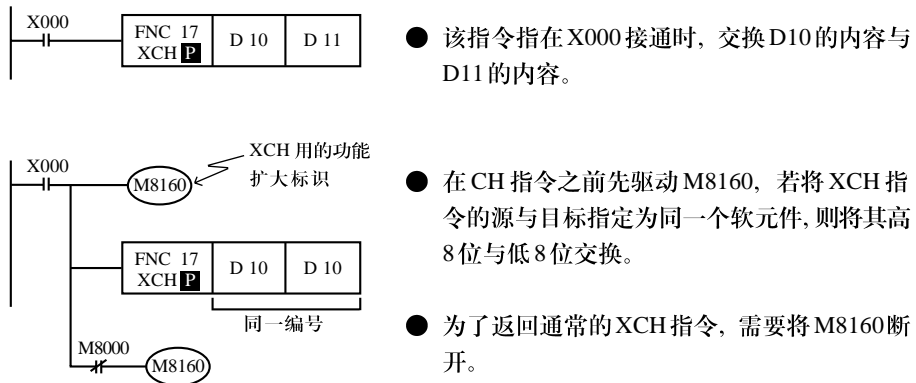 X000
FNC 17
XCH P
D 10
D 11
● 该指令指在X000接通时, 交换D10的内容与
D11的内容。
X000
M8160
XCH 用的功能
扩大标识
FNC 17
XCH P
D 10
D 10
同一编号
M8000
M8160
● 在CH 指令之前先驱动M8160, 若将XCH 指
令的源与目标指定为同一个软元件, 则将其高
8位与低8位交换。
● 为了返回通常的XCH指令, 需要将M8160断
开。